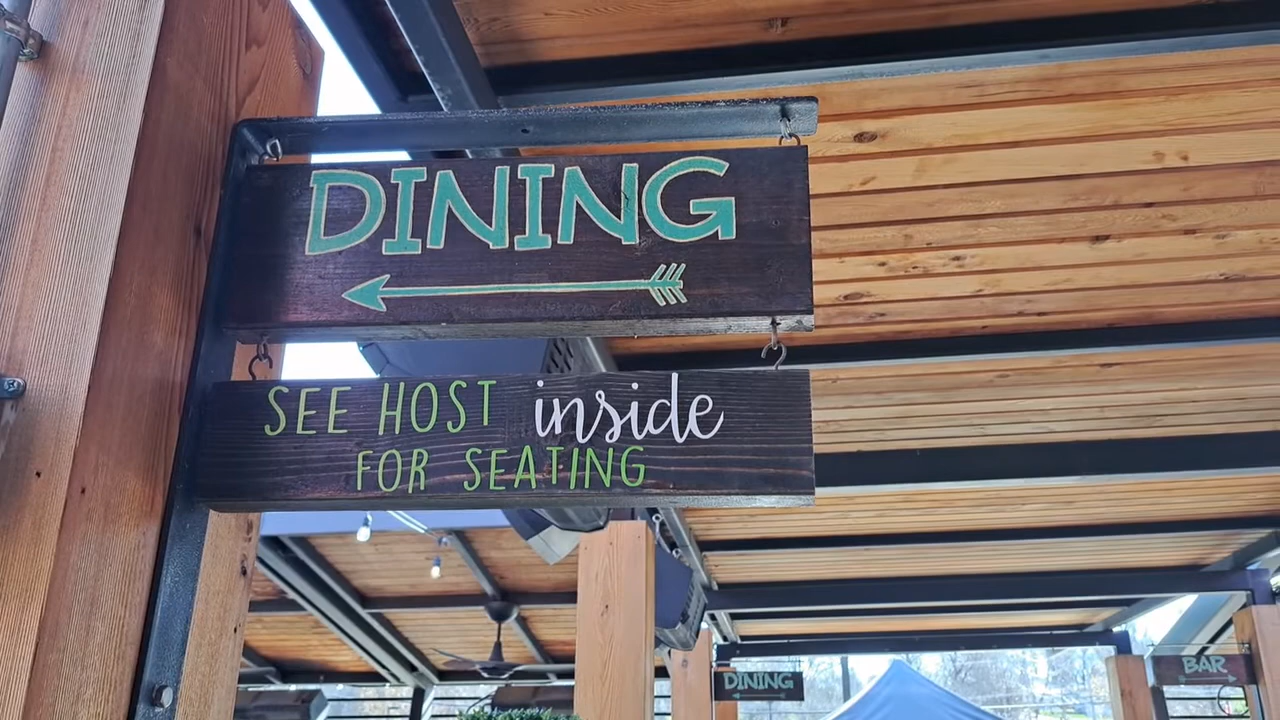 DINING
SEE HOST inside
FOR SEATING
DINING
BAR